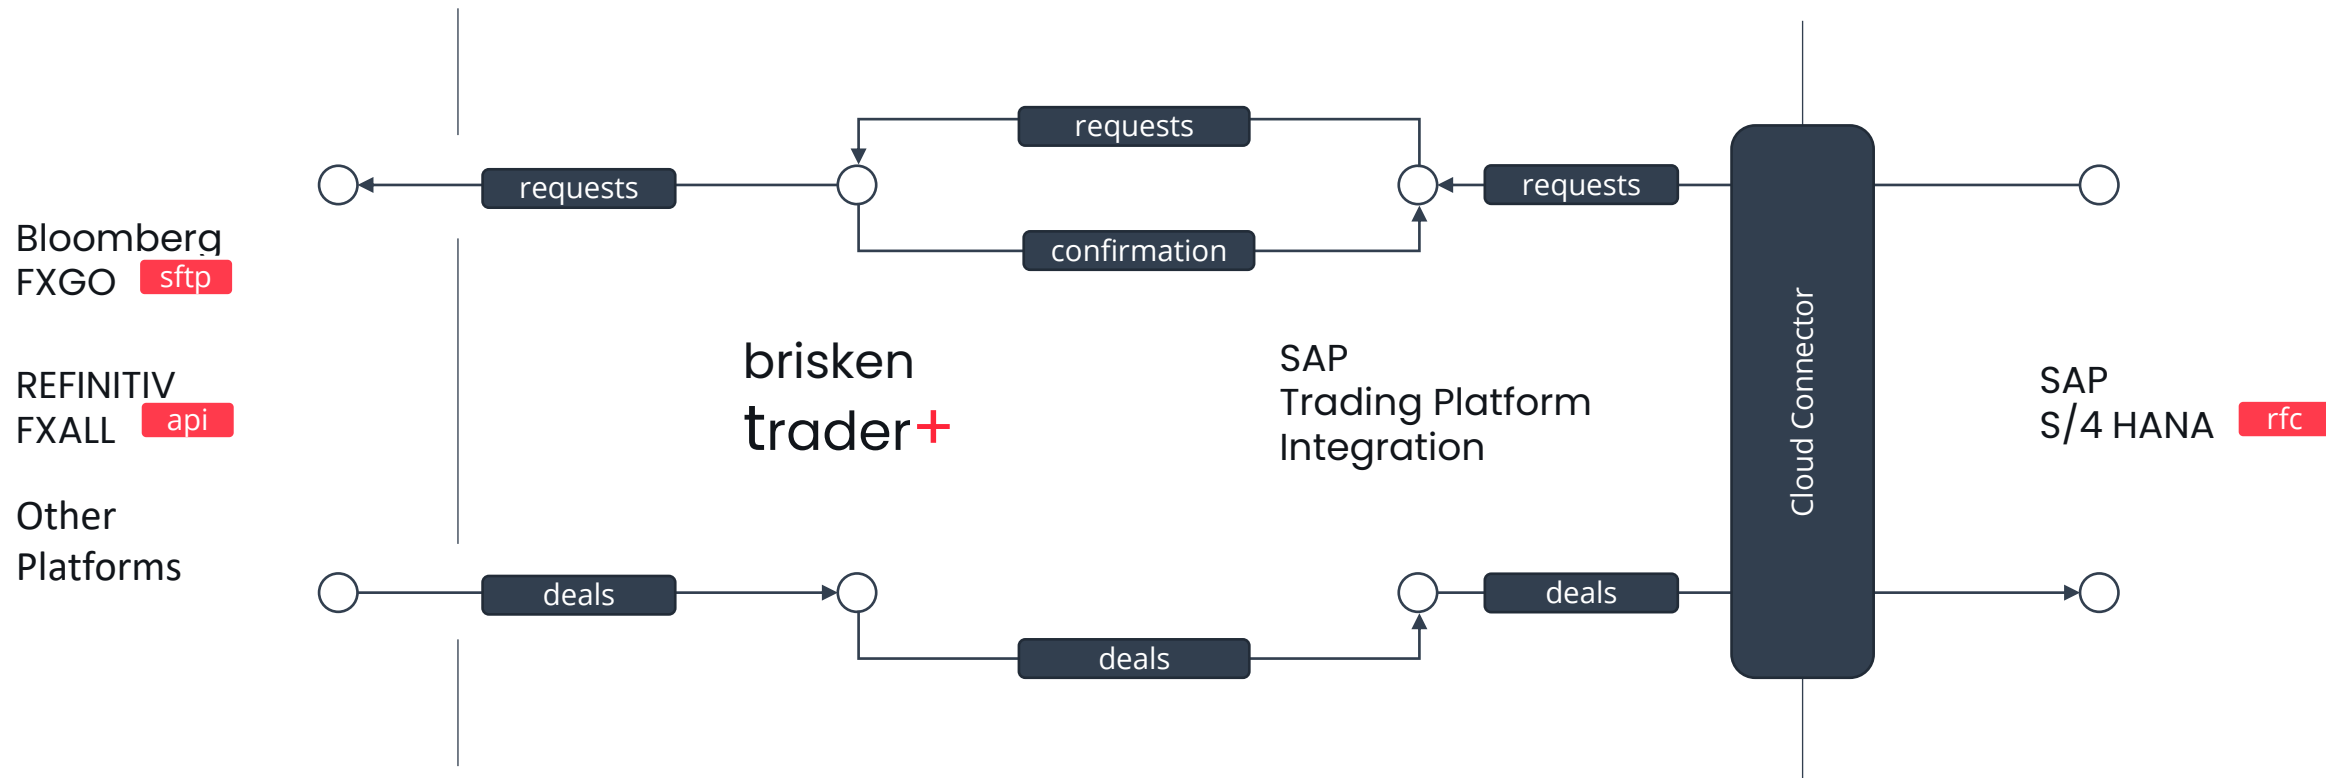 requests
requests
requests
confirmation
Bloomberg
FXGO sftp
REFINITIV
FXALL api
Other
Platforms
brisken
trader+
SAP
Trading Platform
Integration
Cloud Connector
SAP
S/4 HANA rfc
deals
deals
deals